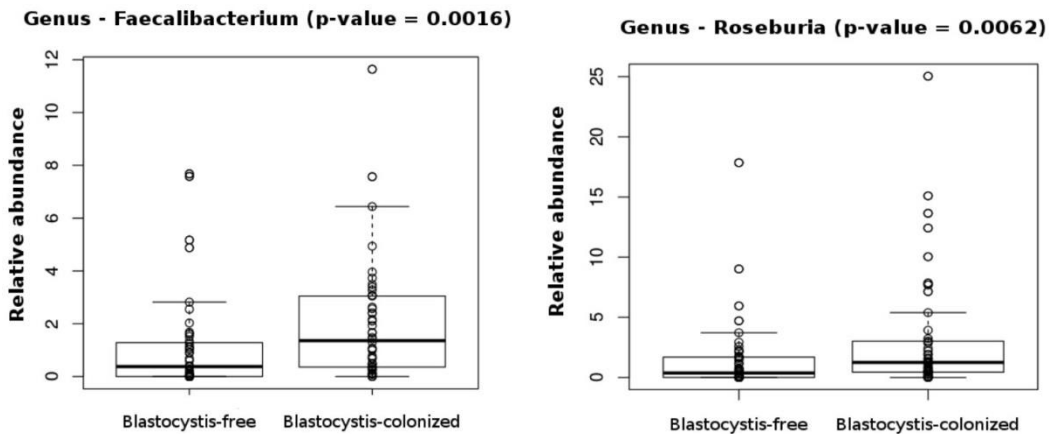 Genus - Faecalibacterium (p-value = 0.0016)
Relative abundance
12
10
8
6
4
2
0
Blastocystis-free
Blastocystis-colonized
Genus - Roseburia (p-value = 0.0062)
Relative abundance
25
20
15
10
5
0
Blastocystis-free
Blastocystis-colonized